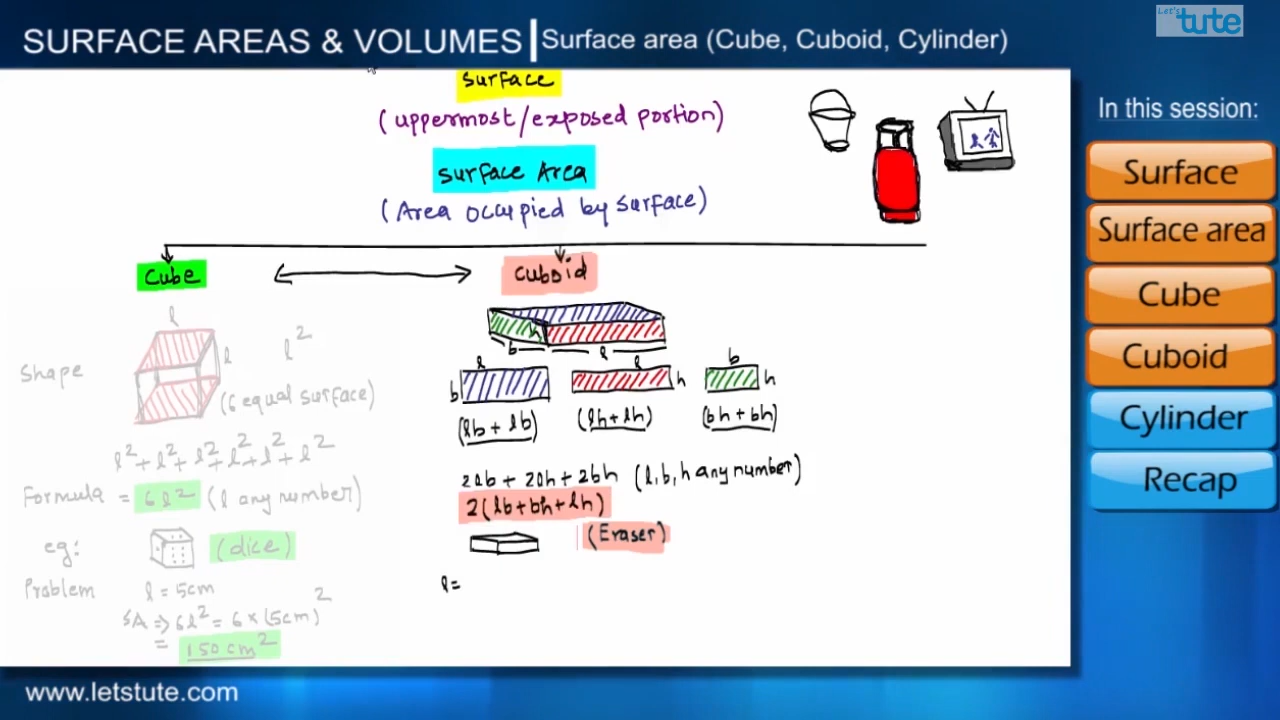 SURFACE AREAS & VOLUMES | Surface area (Cube, Cuboid, Cylinder)
Let's
tute
Surface
(uppermost/exposed portion)
Surface Area
(Area occupied by surface)
In this session:
Surface
Surface area
Cube
Cuboid
Cylinder
Recap
Cube
l
l
l²
Shape
(6 equal surface)
l² + l² + l² + l² + l² + l²
Formula = 6l² (l any number)
eg: (dice)
Problem l = 5cm
SA => 6l² = 6 × (5cm)²
= 150 cm²
Cuboid
h
b l
l l b
b h h
(lb + lb) (lh + lh) (bh + bh)
2lb + 2lh + 2bh (l, b, h any number)
2(lb + bh + lh)
(Eraser)
l =
www.letstute.com